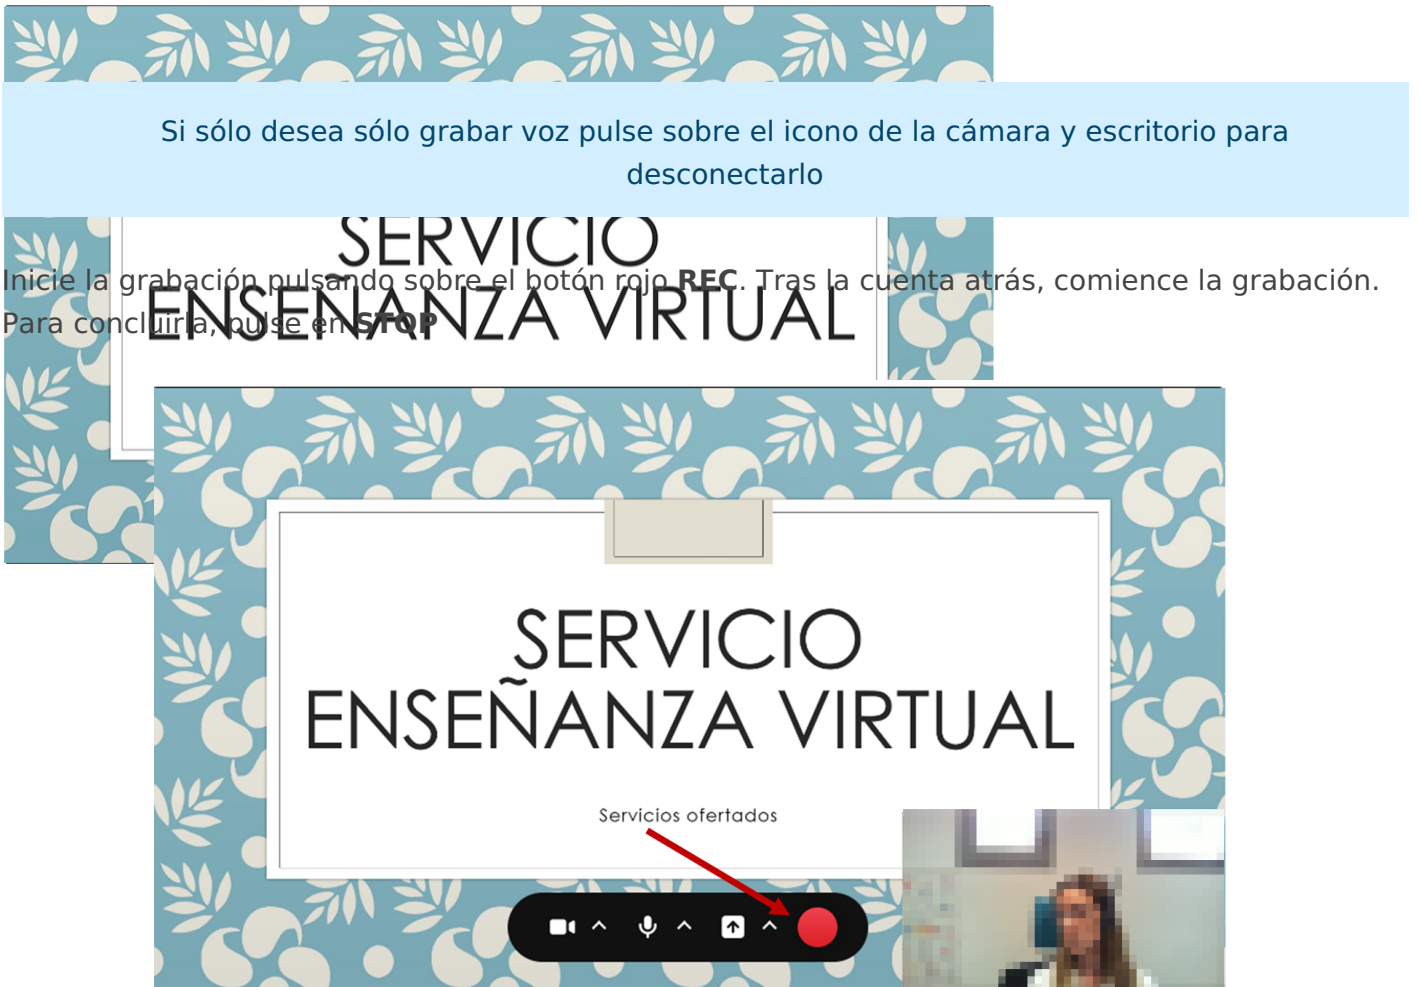 Si sólo desea sólo grabar voz pulse sobre el icono de la cámara y escritorio para
desconectarlo
SERVICIO
Inicie la grabación pulsando sobre el botón rojo REC. Tras la cuenta atrás, comience la grabación.
ENSEÑANZA VIRTUAL
Para concluirla, pulse en STOP
SERVICIO
ENSEÑANZA VIRTUAL
Servicios ofertados